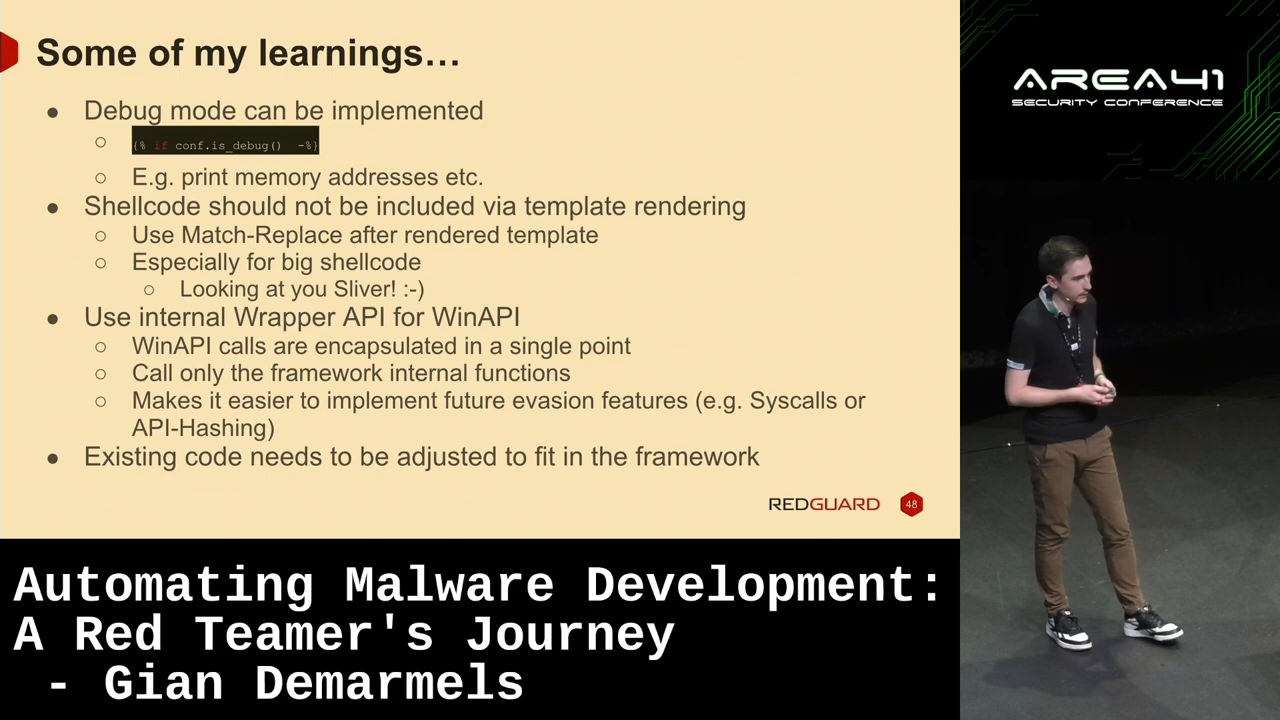 Some of my learnings…
● Debug mode can be implemented
○ {% if conf.is_debug() -%}
○ E.g. print memory addresses etc.
● Shellcode should not be included via template rendering
○ Use Match-Replace after rendered template
○ Especially for big shellcode
○ Looking at you Sliver! :-)
● Use internal Wrapper API for WinAPI
○ WinAPI calls are encapsulated in a single point
○ Call only the framework internal functions
○ Makes it easier to implement future evasion features (e.g. Syscalls or
API-Hashing)
● Existing code needs to be adjusted to fit in the framework
REDGUARD 48
AREA41
SECURITY CONFERENCE
Automating Malware Development:
A Red Teamer's Journey
- Gian Demarmels